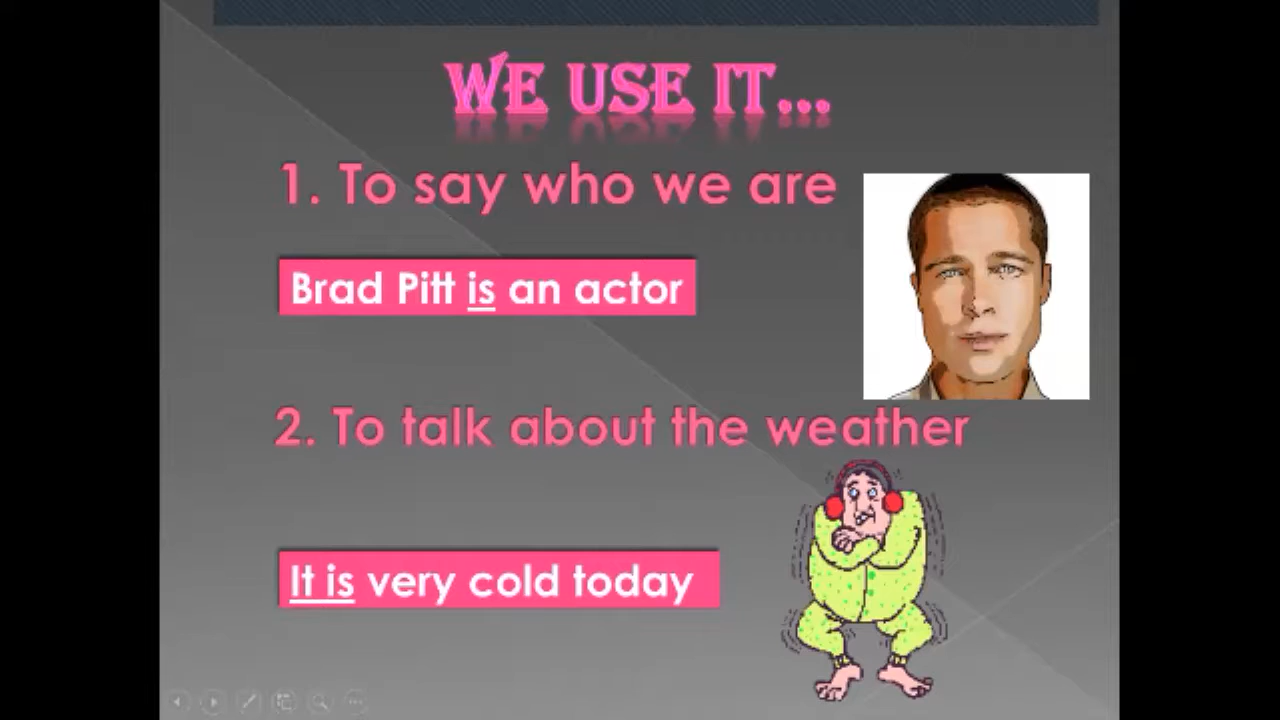 WE USE IT...
1. To say who we are
Brad Pitt is an actor
2. To talk about the weather
It is very cold today